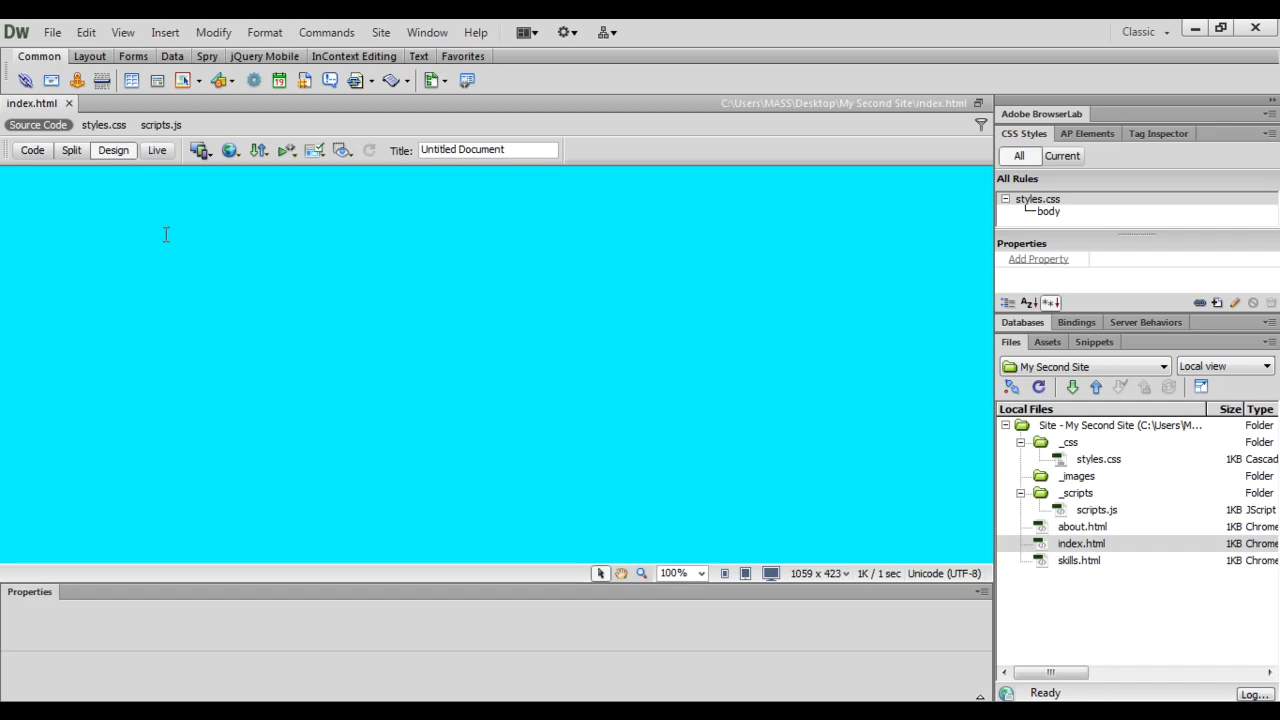 Dw File Edit View Insert Modify Format Commands Site Window Help Classic
Common Layout Forms Data Spry jQuery Mobile InContext Editing Text Favorites
index.html C:\Users\MASS\Desktop\My Second Site\index.html
Source Code styles.css scripts.js
Code Split Design Live Title: Untitled Document
Adobe BrowserLab
CSS Styles AP Elements Tag Inspector
All Current
All Rules
styles.css
body
Properties
Add Property
Databases Bindings Server Behaviors
Files Assets Snippets
My Second Site Local view
Local Files Size Type
Site - My Second Site (C:\Users\M... Folder
_css Folder
styles.css 1KB Cascad
_images Folder
_scripts Folder
scripts.js 1KB JScript
about.html 1KB Chrome
index.html 1KB Chrome
skills.html 1KB Chrome
100% 1059 x 423 1K / 1 sec Unicode (UTF-8)
Properties
Ready Log...